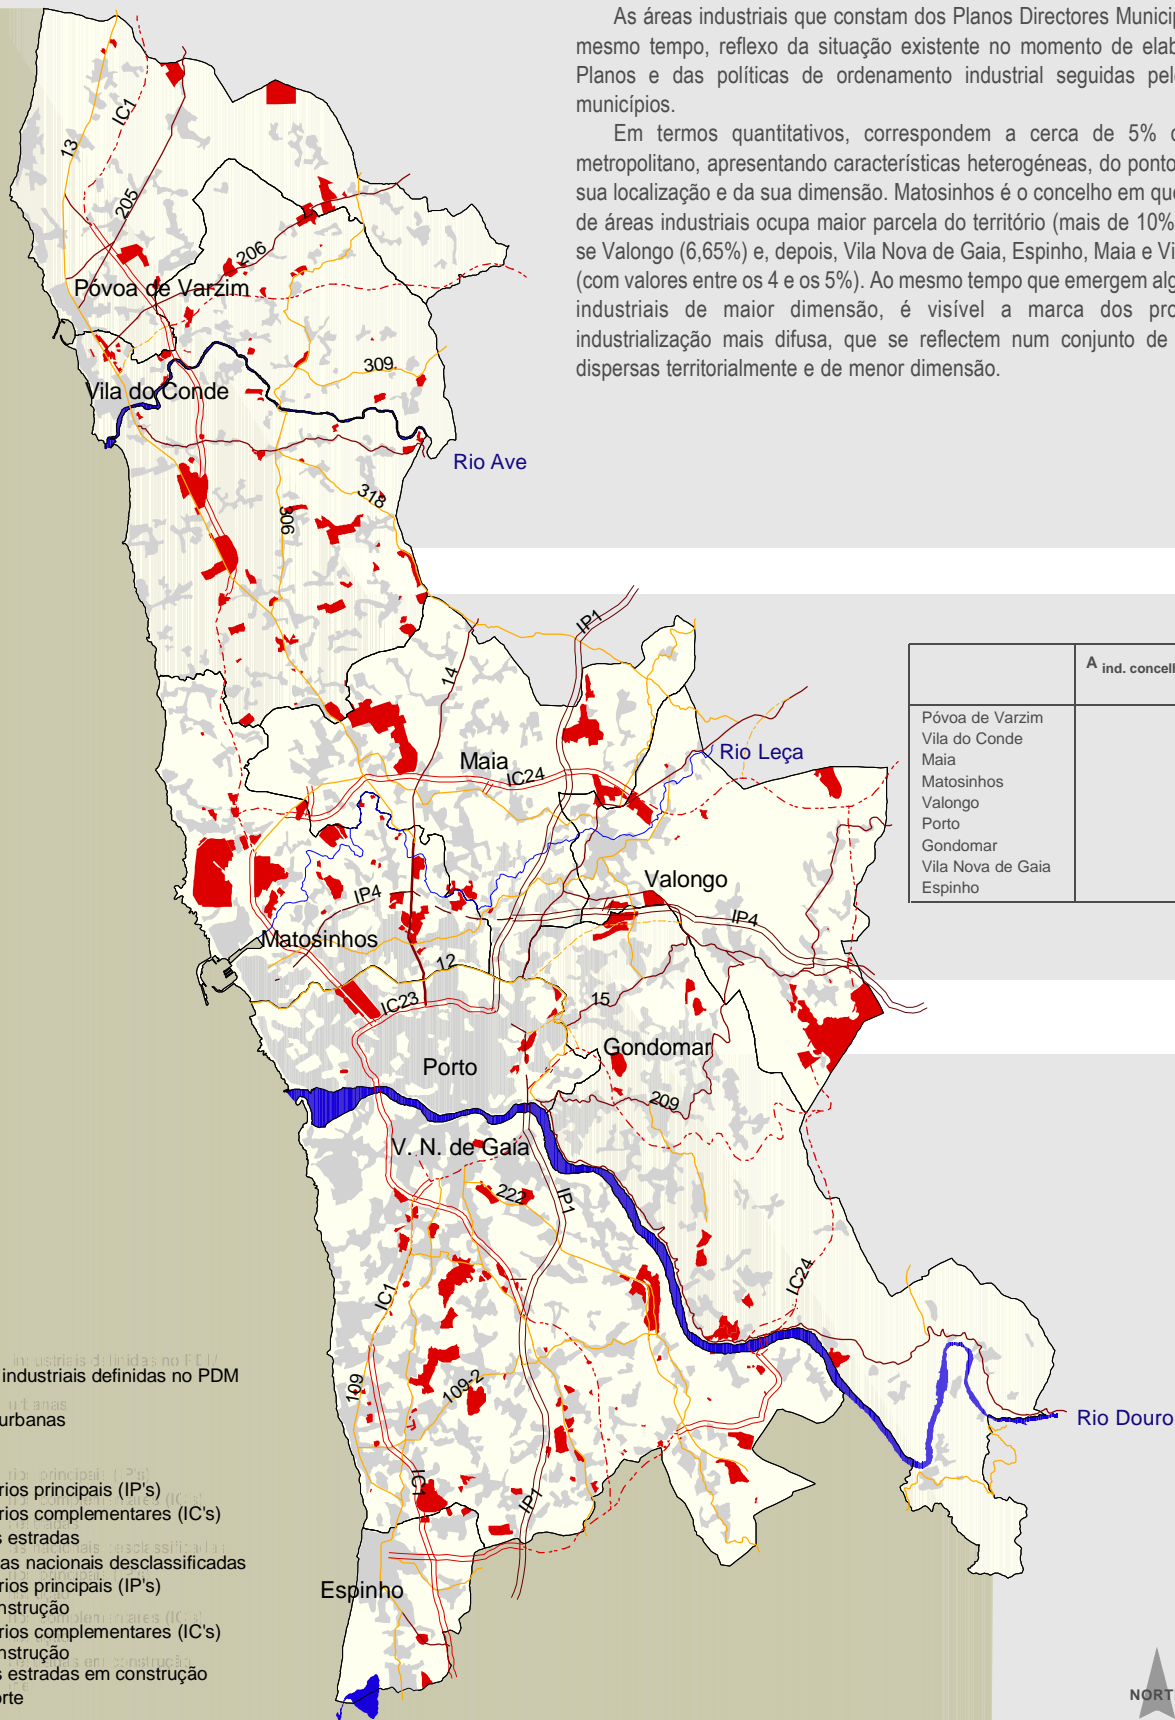 As áreas industriais que constam dos Planos Directores Municip
mesmo tempo, reflexo da situação existente no momento de elab
Planos e das políticas de ordenamento industrial seguidas pel
municípios.
Em termos quantitativos, correspondem a cerca de 5%
metropolitano, apresentando características heterogéneas, do ponto
sua localização e da sua dimensão. Matosinhos é o concelho em que
de áreas industriais ocupa maior parcela do território (mais de 10%
se Valongo (6,65%) e, depois, Vila Nova de Gaia, Espinho, Maia e Vi
(com valores entre os 4 e os 5%). Ao mesmo tempo que emergem alg
industriais de maior dimensão, é visível a marca dos pro
industrialização mais difusa, que se reflectem num conjunto de
dispersas territorialmente e de menor dimensão.
13
IC1
205
206
Póvoa de Varzim
309
Vila do Conde
Rio Ave
318
306
IP1
14
A ind. concelh
Póvoa de Varzim
Vila do Conde
Maia
Matosinhos
Valongo
Porto
Gondomar
Vila Nova de Gaia
Espinho
Rio Leça
Maia
IC24
Valongo
IP4
IP4
Matosinhos
12
15
IC23
Gondomar
Porto
209
V. N. de Gaia
222
IP1
IC24
IC1
109
109-2
Rio Douro
IC1
IP1
Espinho
industriais definidas no PDM
urbanas
rios principais (IP's)
rios complementares (IC's)
s estradas
as nacionais desclassificadas
rios principais (IP's)
nstrução
rios complementares (IC's)
nstrução
s estradas em construção
rte
NORT